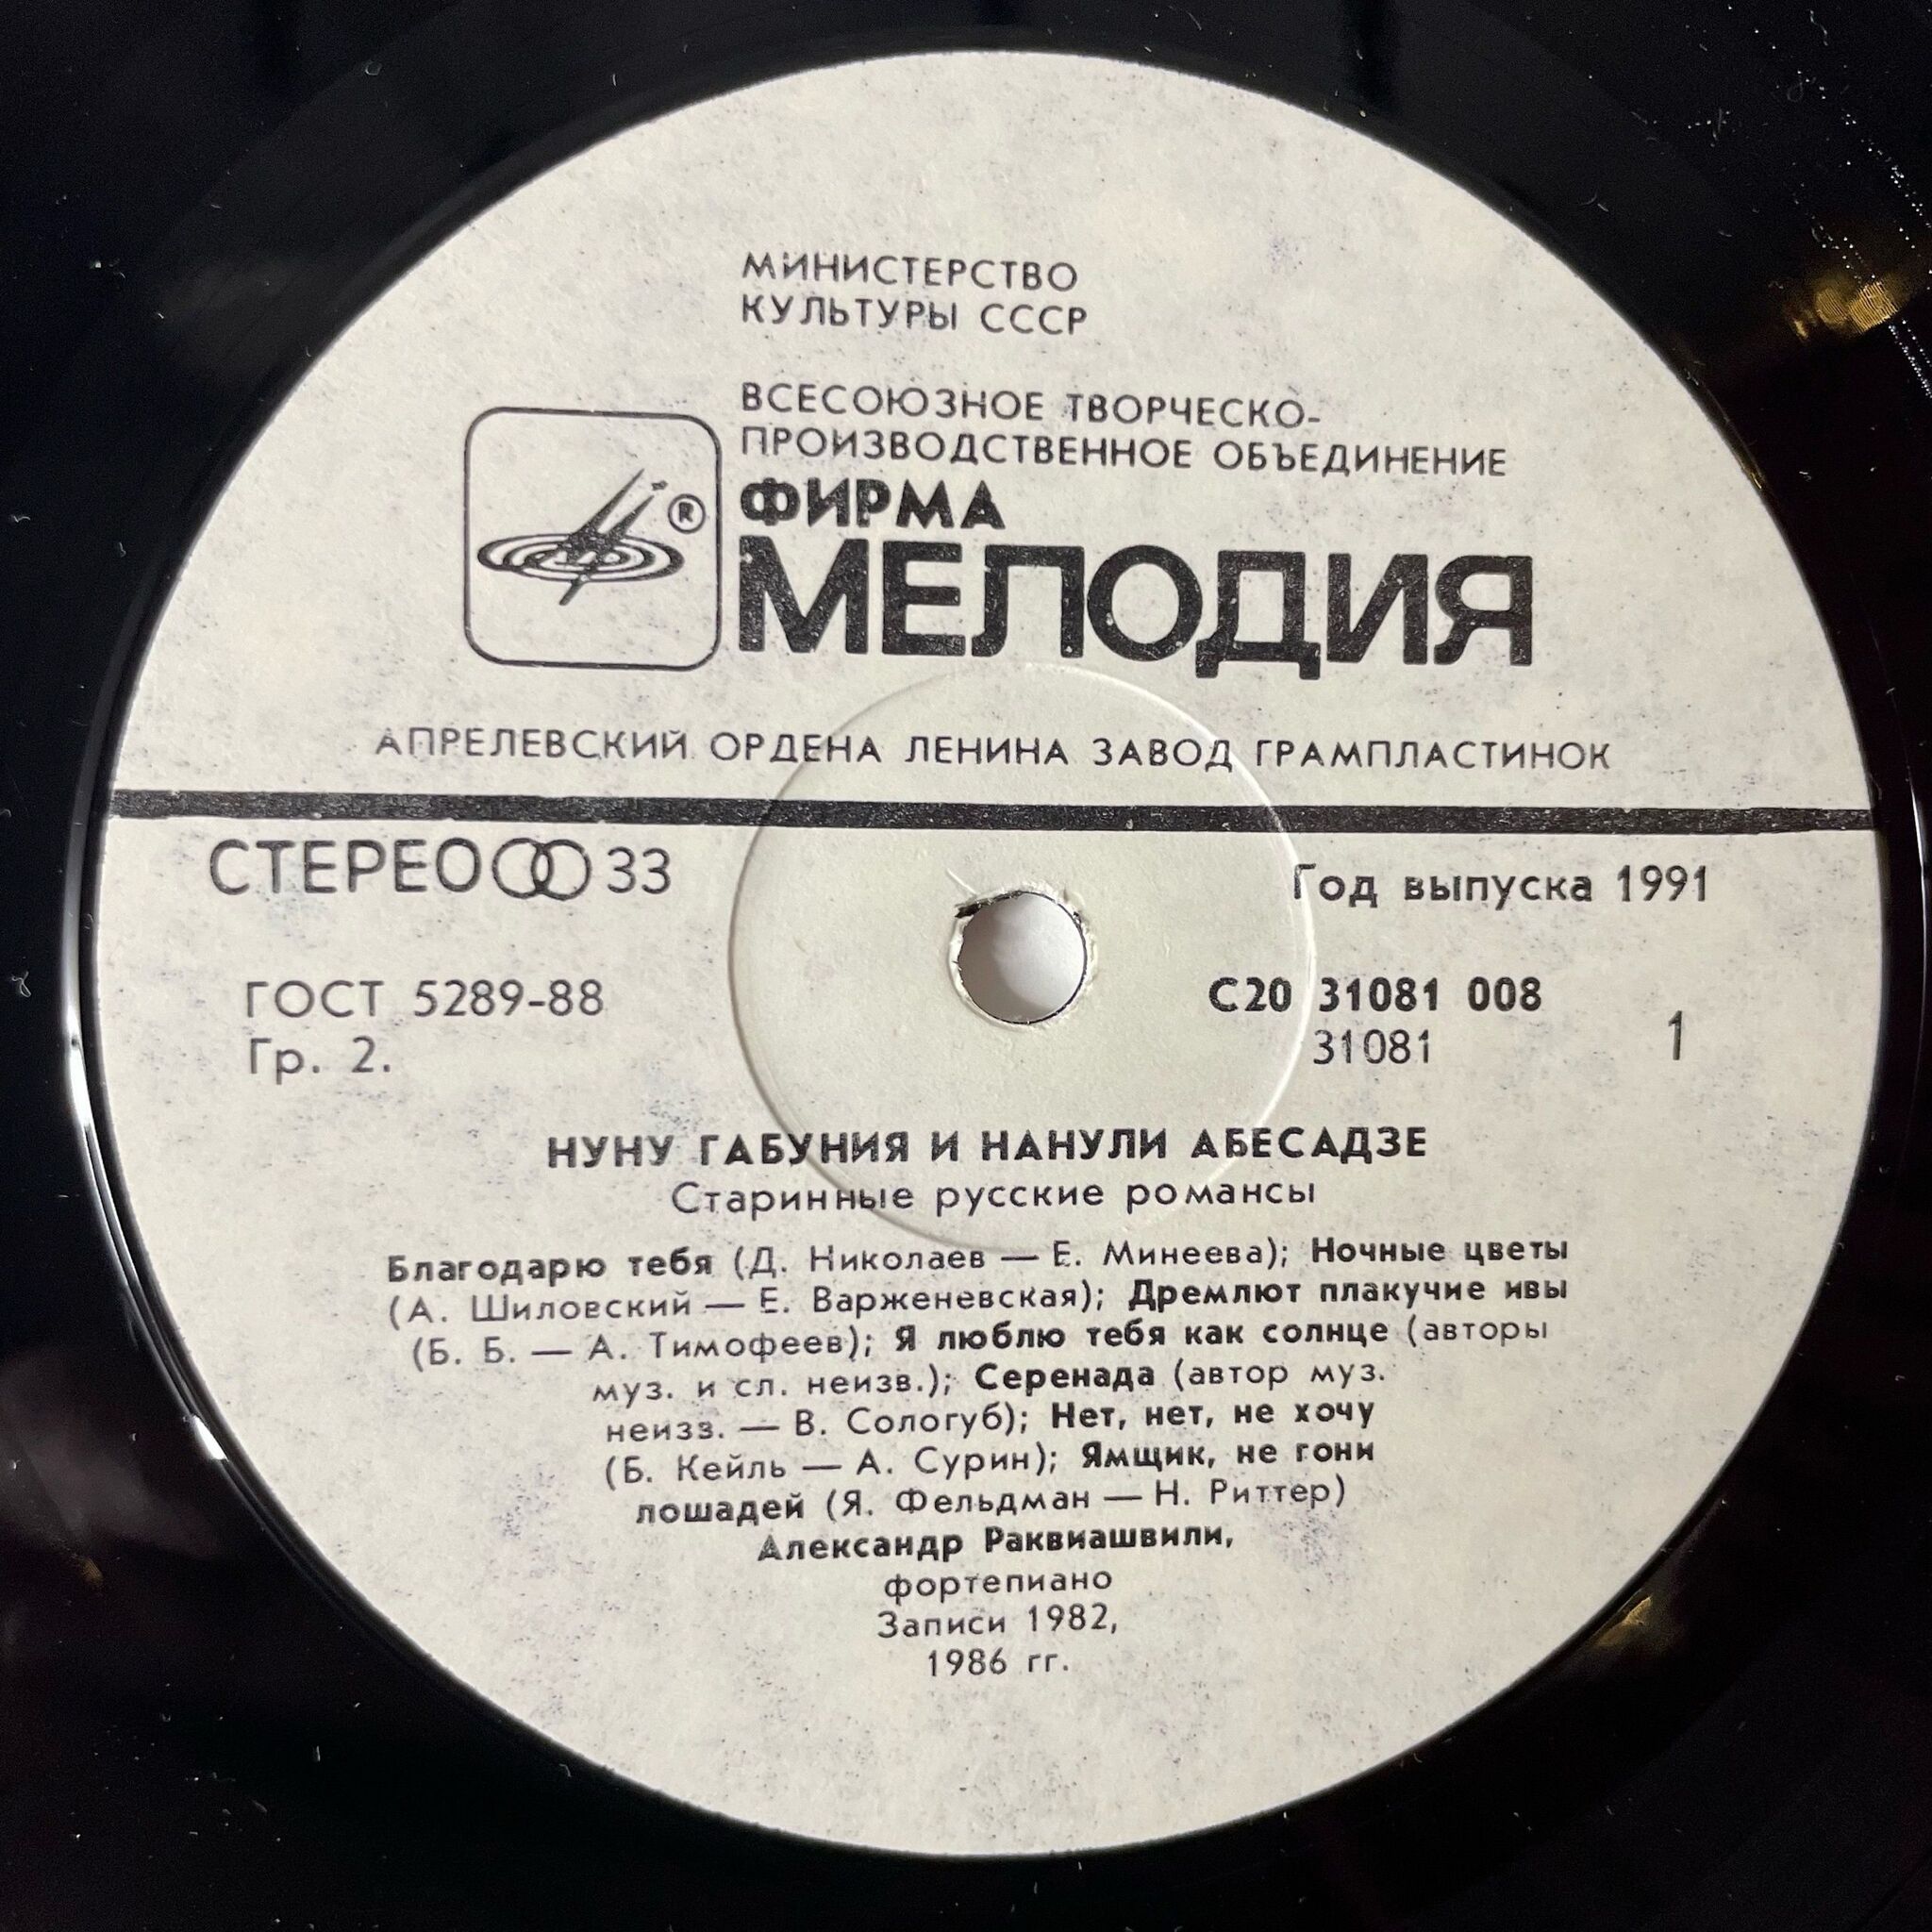 МИНИСТЕРСТВО
КУЛЬТУРЫ СССР
ВСЕСОЮЗНОЕ ТВОРЧЕСКО-
ПРОИЗВОДСТВЕННОЕ ОБЪЕДИНЕНИЕ
®
ФИРМА
МЕЛОДИЯ
АПРЕЛЕВСКИЙ ОРДЕНА ЛЕНИНА ЗАВОД ГРАМПЛАСТИНОК
СТЕРЕО 33
Год выпуска 1991
ГОСТ 5289-88
Гр. 2.
С20 31081 008
31081
1
НУНУ ГАБУНИЯ И НАНУЛИ АБЕСАДЗЕ
Старинные русские романсы
Благодарю тебя (Д. Николаев — Е. Минеева); Ночные цветы
(А. Шиловский — Е. Варженевская); Дремлют плакучие ивы
(Б. Б. — А. Тимофеев); Я люблю тебя как солнце (авторы
муз. и сл. неизв.); Серенада (автор муз.
неизв. — В. Сологуб); Нет, нет, не хочу
(Б. Кейль — А. Сурин); Ямщик, не гони
лошадей (Я. Фельдман — Н. Риттер)
Александр Раквиашвили,
фортепиано
Записи 1982,
1986 гг.